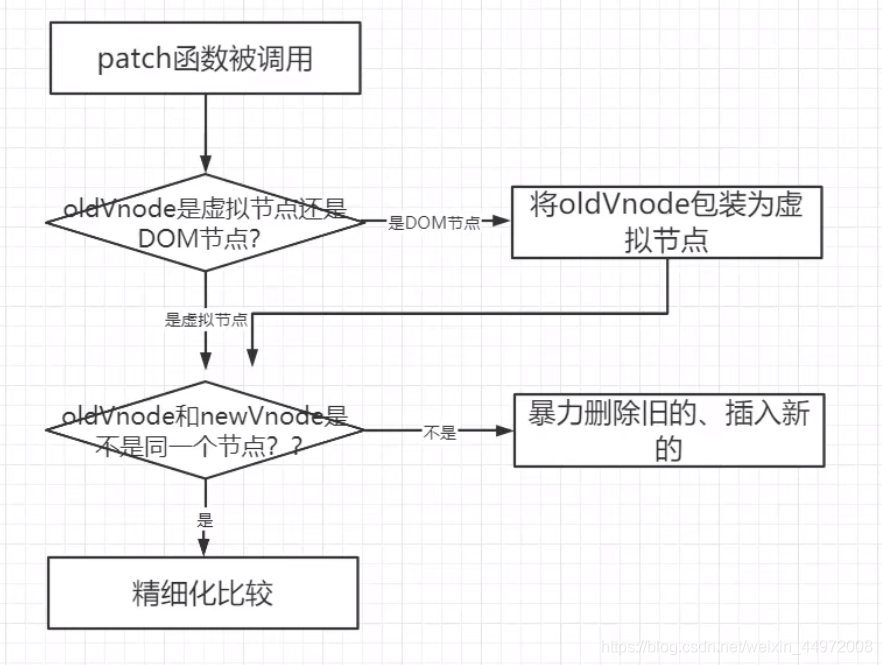 patch函数被调用
oldVnode是虚拟节点还是
DOM节点?
是DOM节点
将oldVnode包装为虚
拟节点
是虚拟节点
oldVnode和newVnode是
不是同一个节点？？
不是
暴力删除旧的、插入新
的
是
精细化比较
https://blog.csdn.net/weixin_44972008